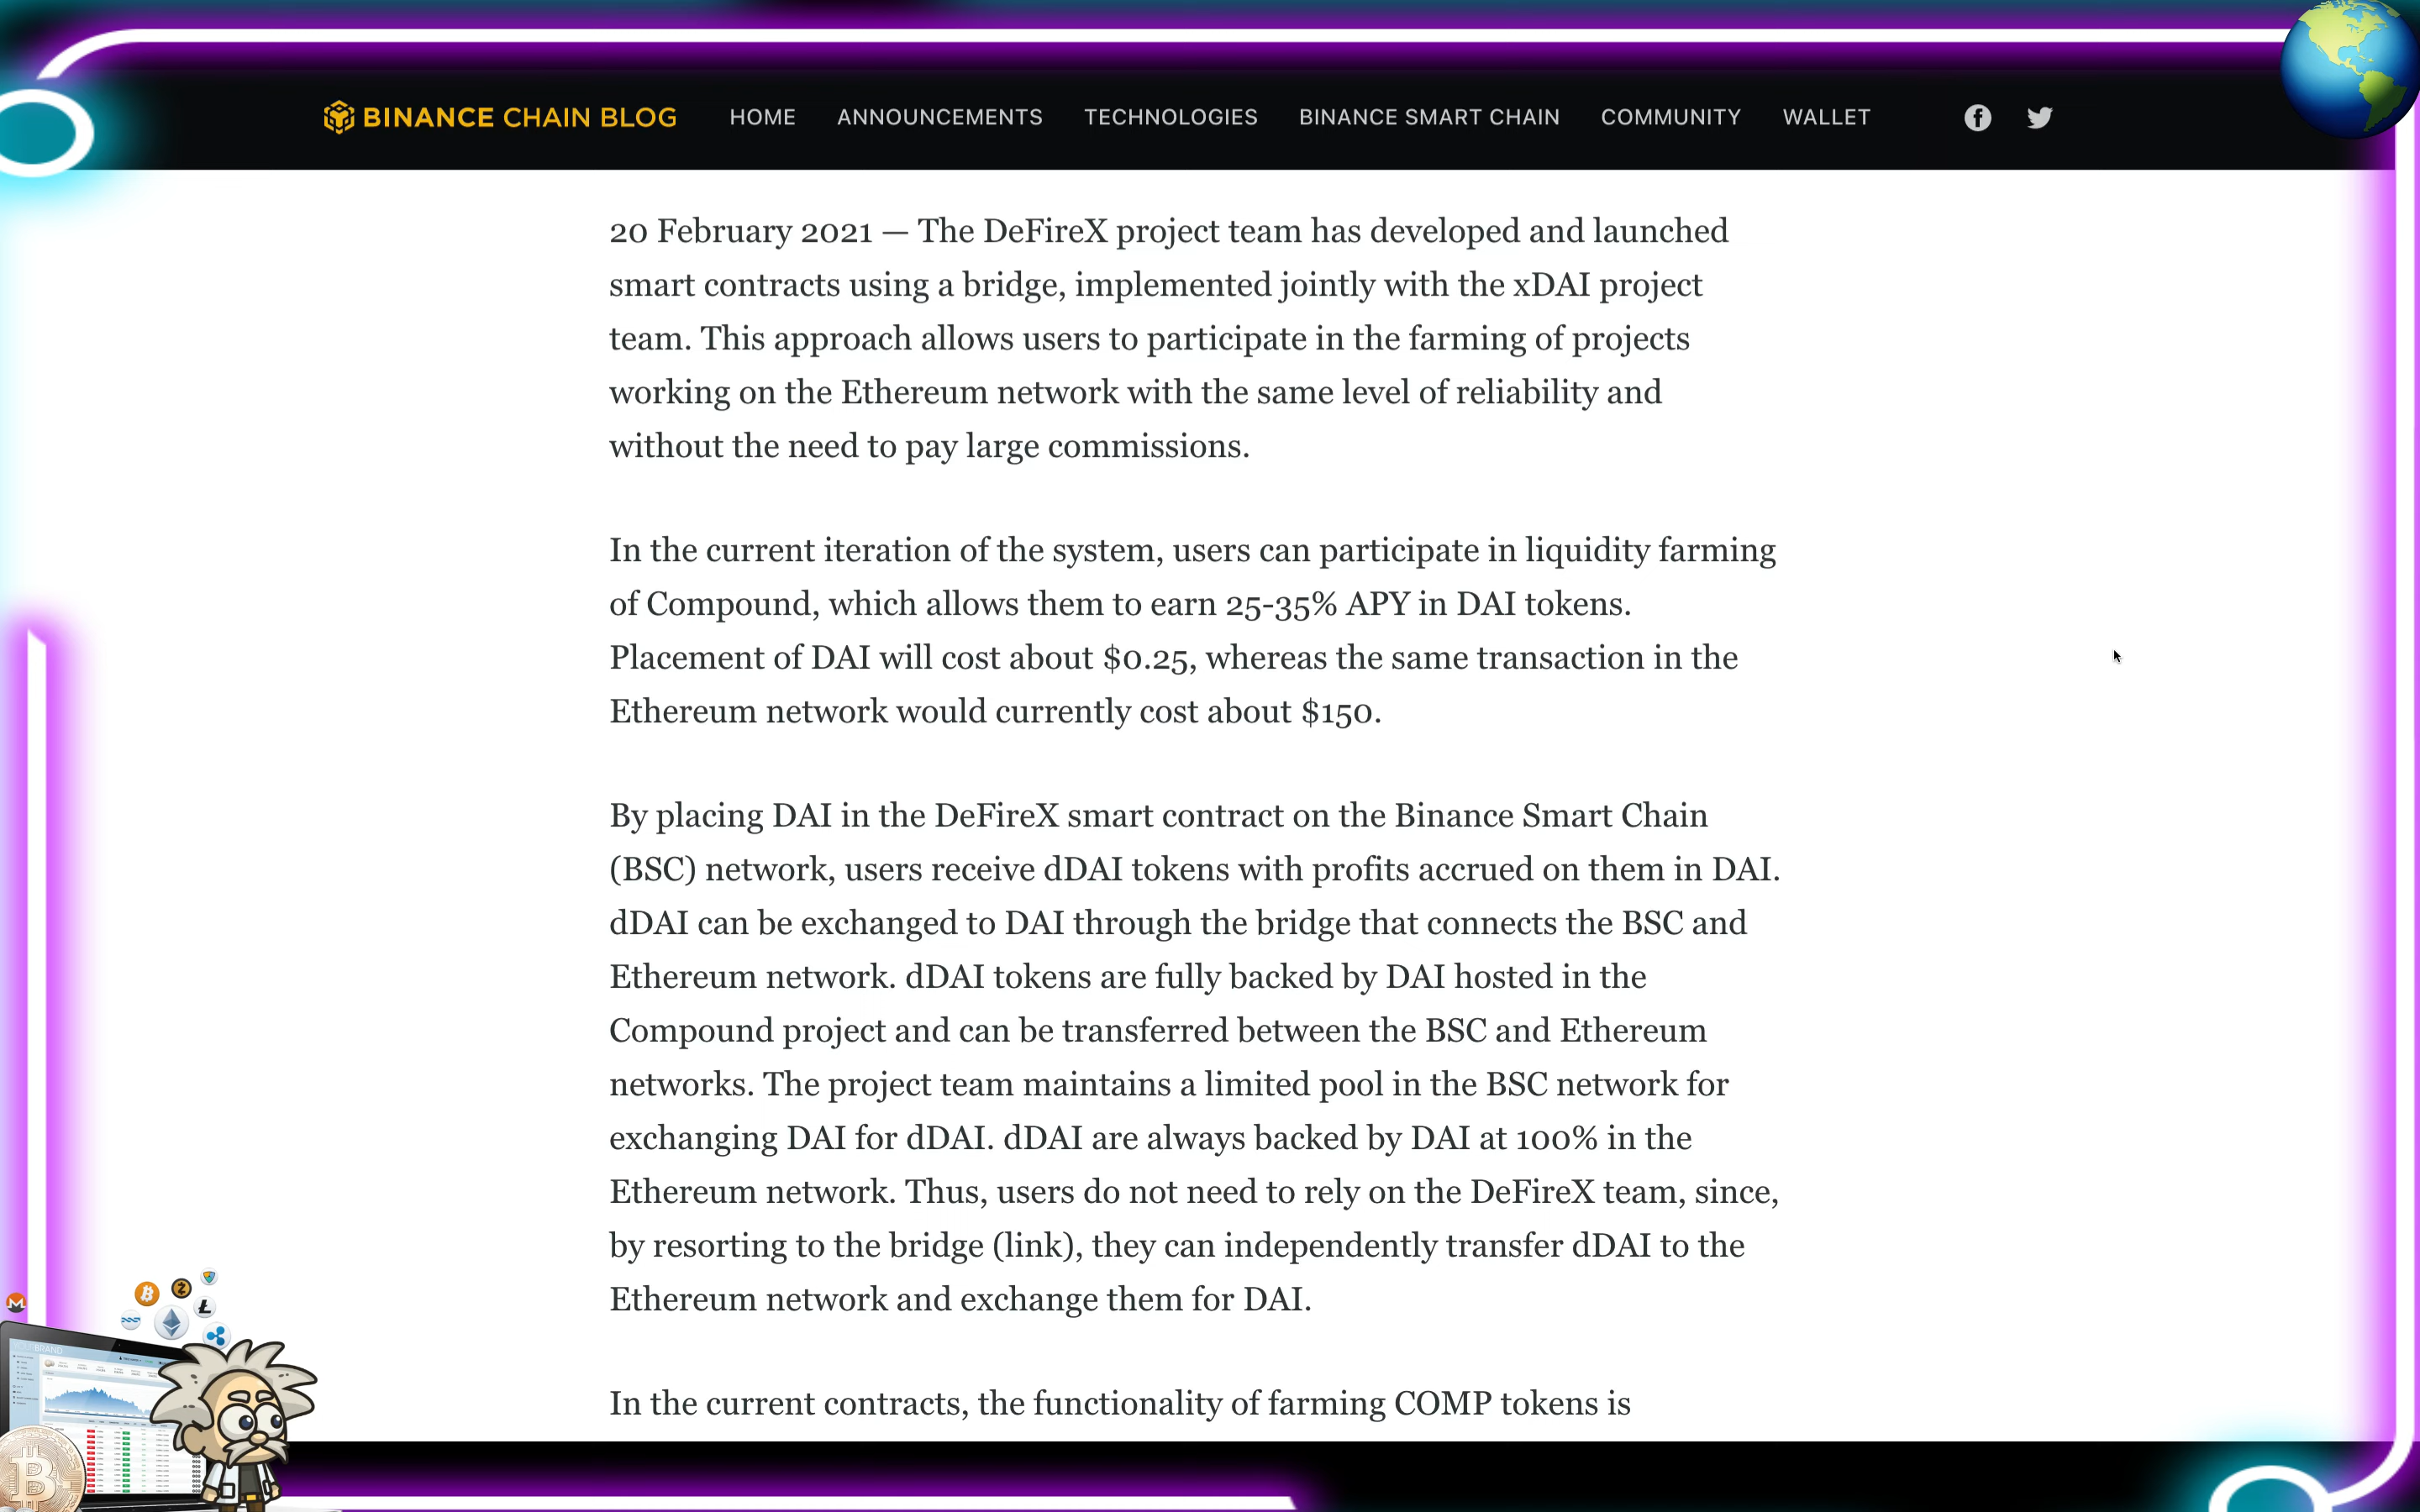 BINANCE CHAIN BLOG HOME ANNOUNCEMENTS TECHNOLOGIES BINANCE SMART CHAIN COMMUNITY WALLET
20 February 2021 — The DeFireX project team has developed and launched
smart contracts using a bridge, implemented jointly with the xDAI project
team. This approach allows users to participate in the farming of projects
working on the Ethereum network with the same level of reliability and
without the need to pay large commissions.
In the current iteration of the system, users can participate in liquidity farming
of Compound, which allows them to earn 25-35% APY in DAI tokens.
Placement of DAI will cost about $0.25, whereas the same transaction in the
Ethereum network would currently cost about $150.
By placing DAI in the DeFireX smart contract on the Binance Smart Chain
(BSC) network, users receive dDAI tokens with profits accrued on them in DAI.
dDAI can be exchanged to DAI through the bridge that connects the BSC and
Ethereum network. dDAI tokens are fully backed by DAI hosted in the
Compound project and can be transferred between the BSC and Ethereum
networks. The project team maintains a limited pool in the BSC network for
exchanging DAI for dDAI. dDAI are always backed by DAI at 100% in the
Ethereum network. Thus, users do not need to rely on the DeFireX team, since,
by resorting to the bridge (link), they can independently transfer dDAI to the
Ethereum network and exchange them for DAI.
In the current contracts, the functionality of farming COMP tokens is